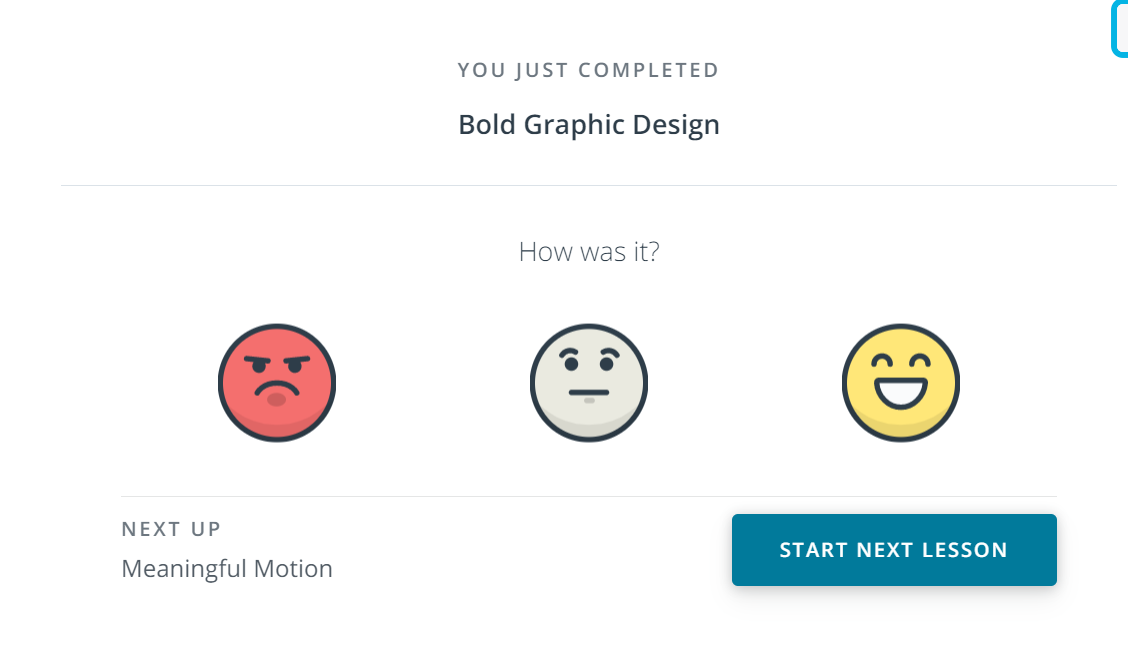 YOU JUST COMPLETED
Bold Graphic Design
How was it?
NEXT UP
Meaningful Motion
START NEXT LESSON